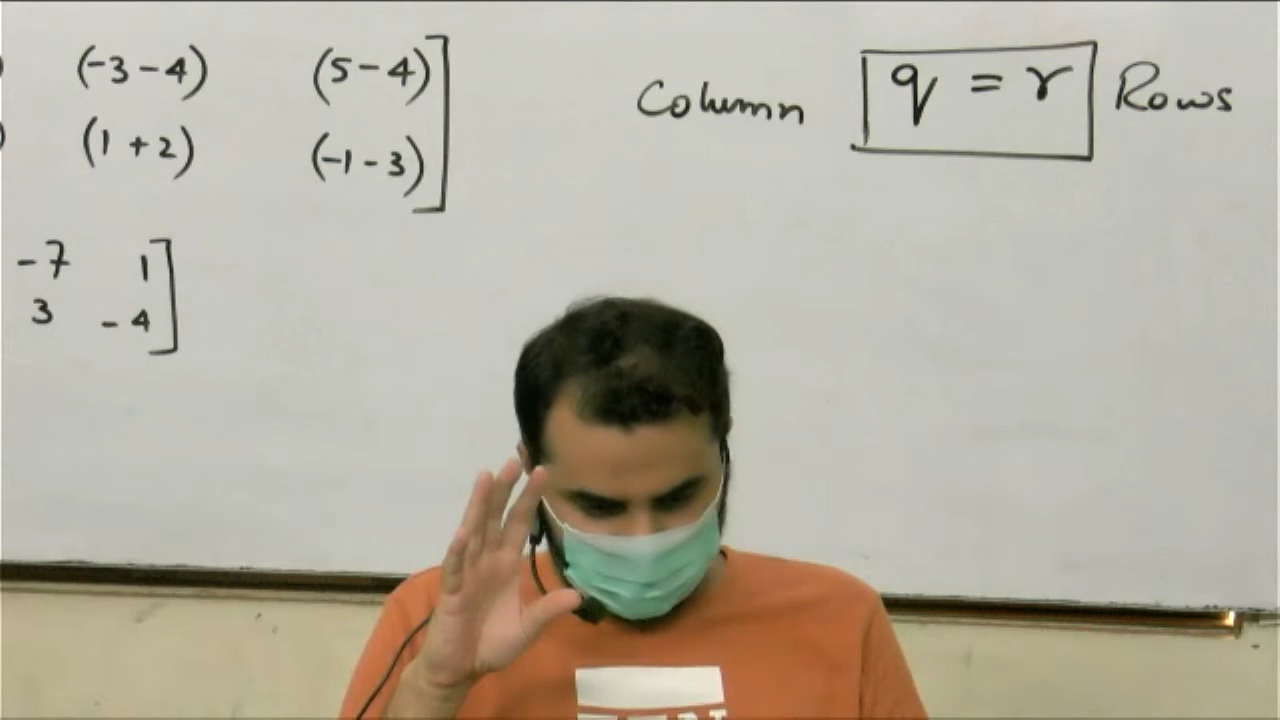 ) (-3 - 4) (5 - 4)
) (1 + 2) (-1 - 3)
-7 1
3 -4
Column q = r Rows